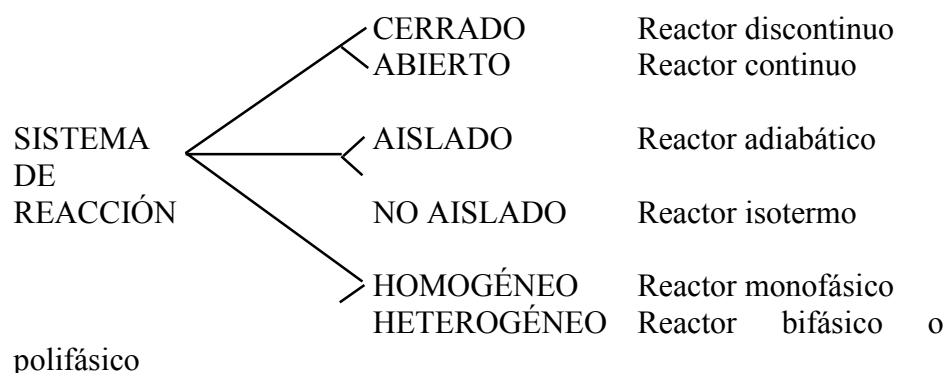 CERRADO Reactor discontinuo
ABIERTO Reactor continuo
SISTEMA AISLADO Reactor adiabático
DE
REACCIÓN NO AISLADO Reactor isotermo
HOMOGÉNEO Reactor monofásico
HETEROGÉNEO Reactor bifásico o
polifásico